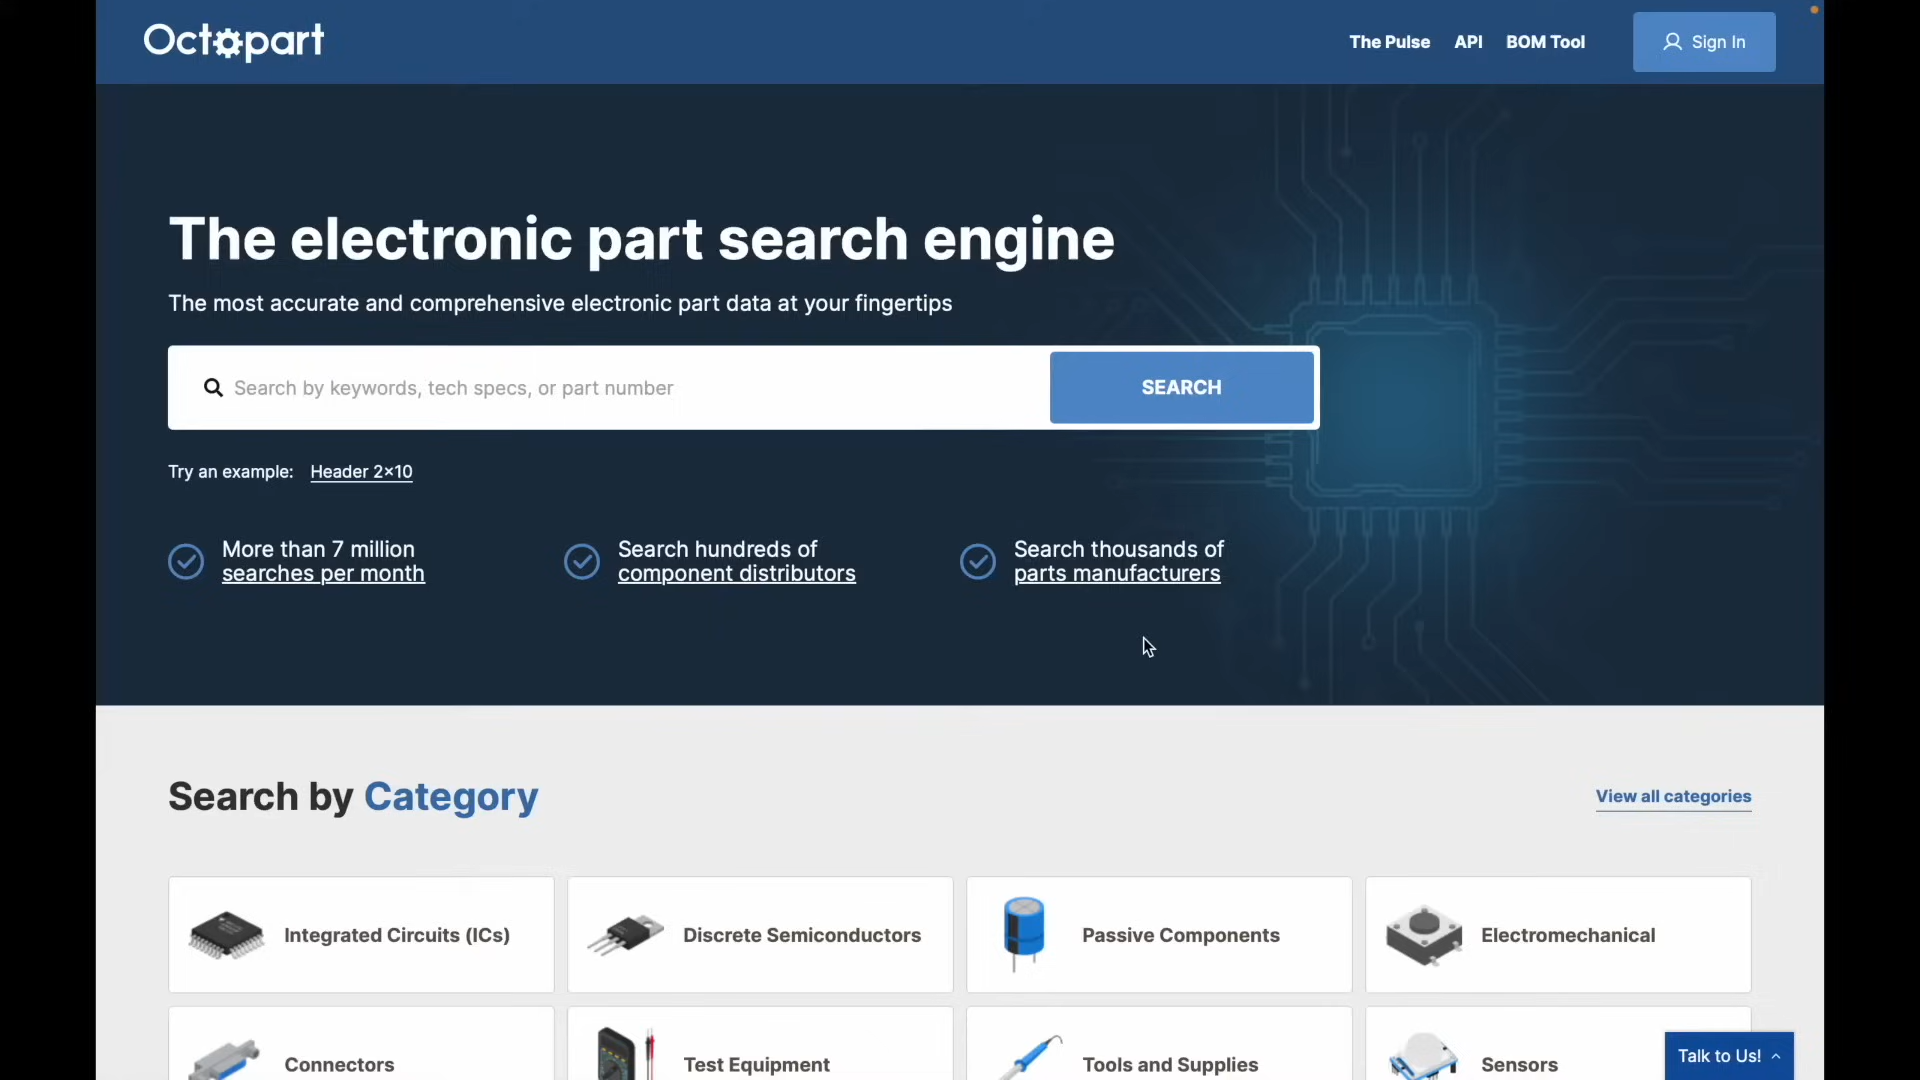 Octopart
The Pulse API BOM Tool Sign In
The electronic part search engine
The most accurate and comprehensive electronic part data at your fingertips
Search by keywords, tech specs, or part number SEARCH
Try an example: Header 2×10
More than 7 million
searches per month
Search hundreds of
component distributors
Search thousands of
parts manufacturers
Search by Category
View all categories
Integrated Circuits (ICs)
Discrete Semiconductors
Passive Components
Electromechanical
Connectors
Test Equipment
Tools and Supplies
Sensors
Talk to Us!